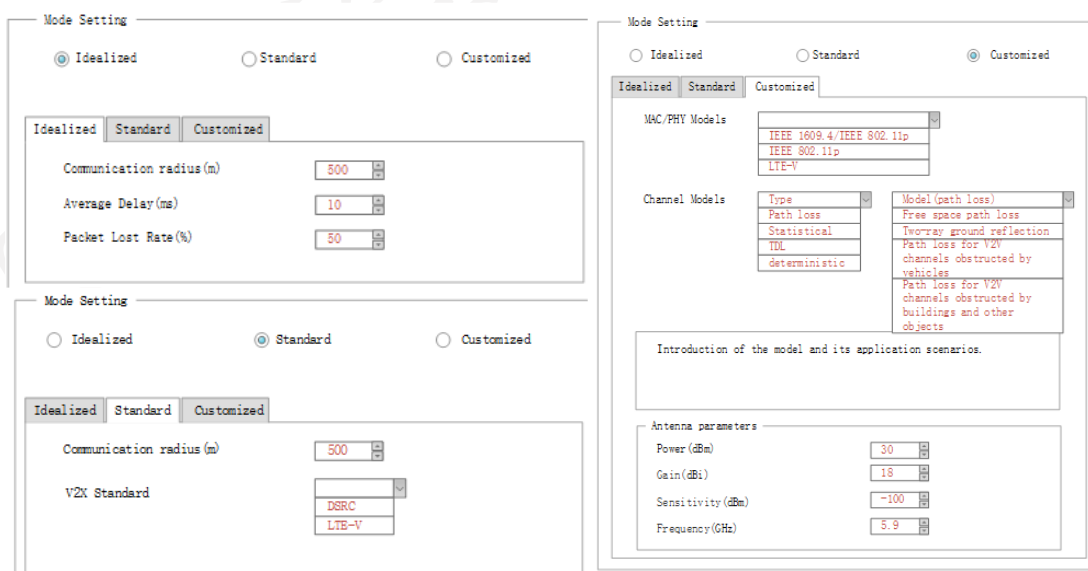 Mode Setting
Idealized Standard Customized
Idealized Standard Customized
Communication radius(m) 500
Average Delay(ms) 10
Packet Lost Rate(%) 50
Mode Setting
Idealized Standard Customized
Idealized Standard Customized
Communication radius(m) 500
V2X Standard
DSRC
LTE-V
Mode Setting
Idealized Standard Customized
Idealized Standard Customized
MAC/PHY Models
IEEE 1609.4/IEEE 802.11p
IEEE 802.11p
LTE-V
Channel Models
Type
Path loss
Statistical
TDL
deterministic
Model(path loss)
Free space path loss
Two-ray ground reflection
Path loss for V2V
channels obstructed by
vehicles
Path loss for V2V
channels obstructed by
buildings and other
objects
Introduction of the model and its application scenarios.
Antenna parameters
Power(dBm) 30
Gain(dBi) 18
Sensitivity(dBm) -100
Frequency(GHz) 5.9